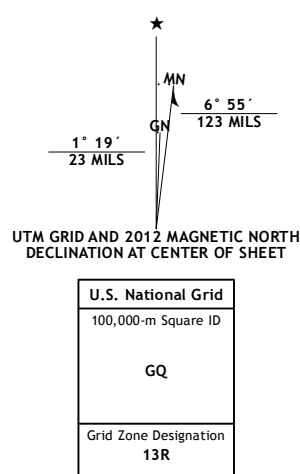 ★
MN
GN
6° 55´
123 MILS
1° 19´
23 MILS
UTM GRID AND 2012 MAGNETIC NORTH
DECLINATION AT CENTER OF SHEET
U.S. National Grid
100,000-m Square ID
GQ
Grid Zone Designation
13R